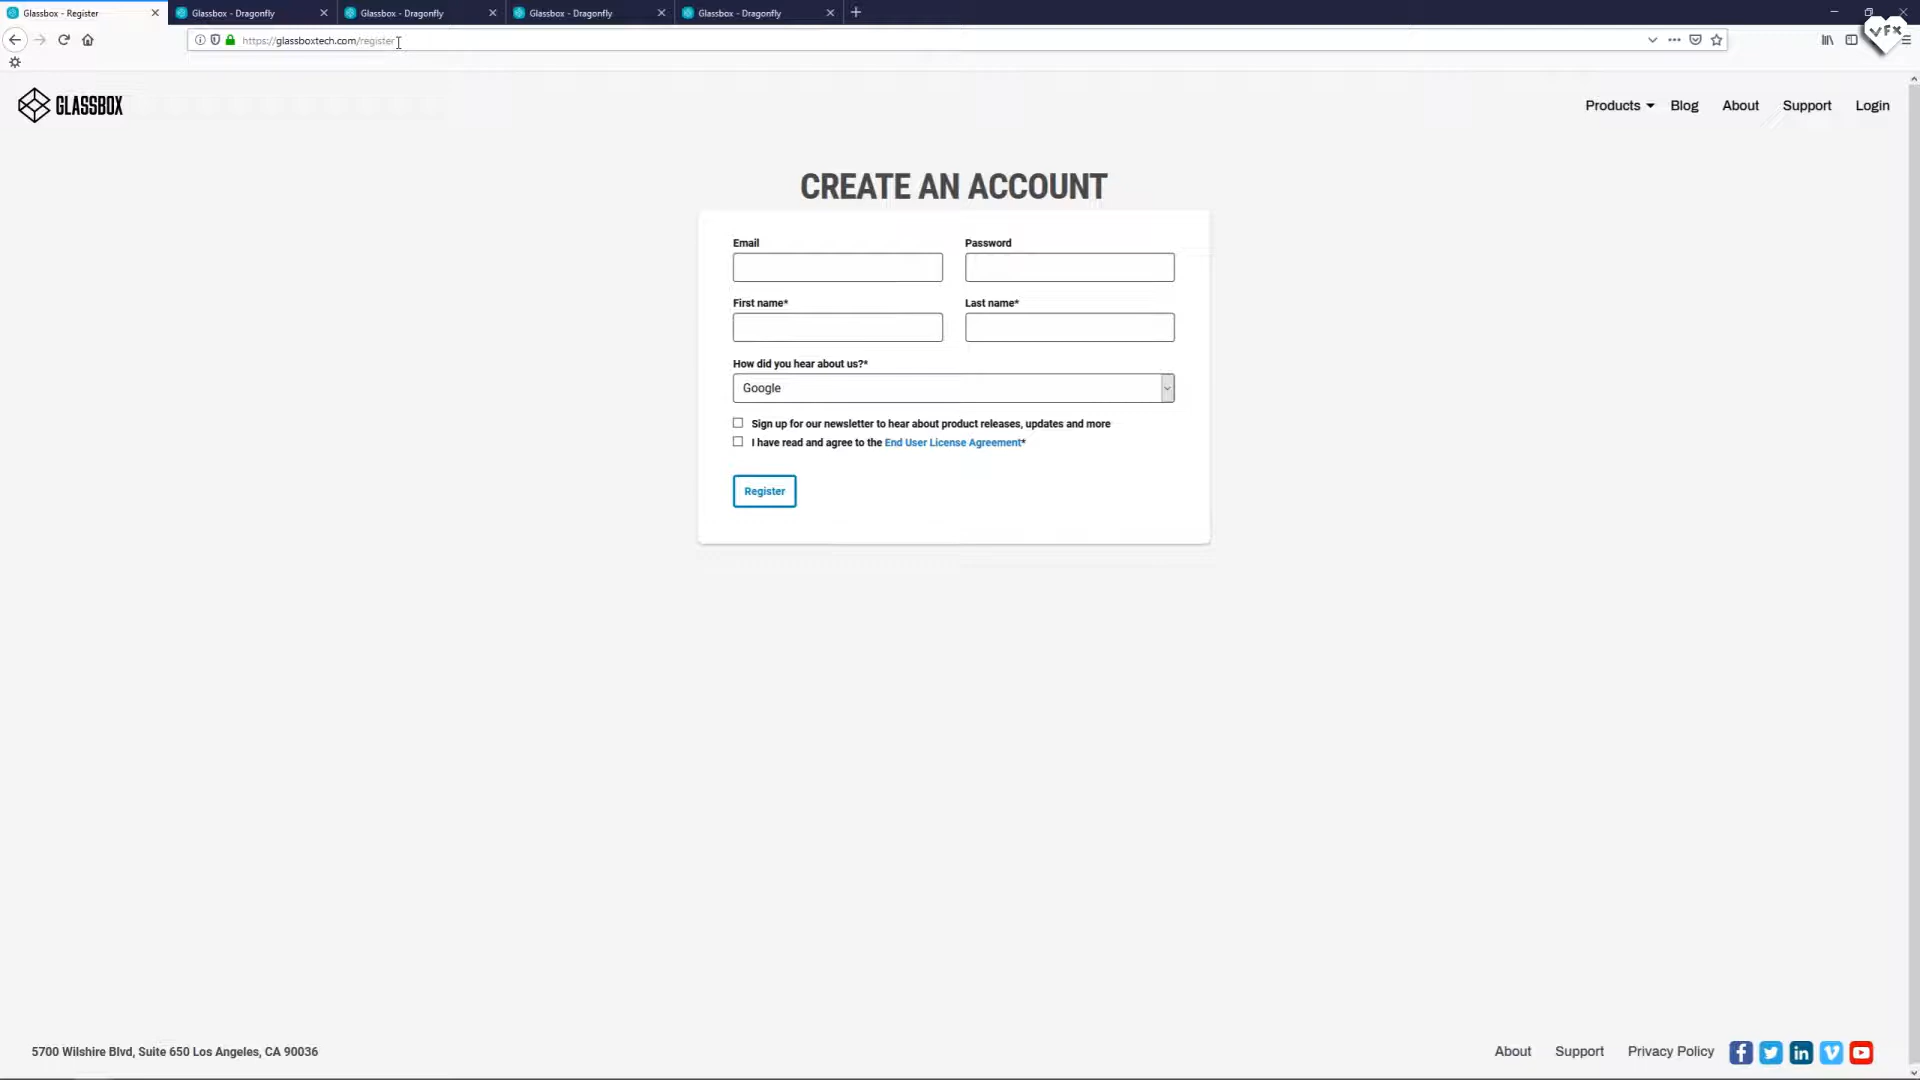 Glassbox - Register
Glassbox - Dragonfly
Glassbox - Dragonfly
Glassbox - Dragonfly
Glassbox - Dragonfly
https://glassboxtech.com/register
VFX
GLASSBOX
Products
Blog
About
Support
Login
CREATE AN ACCOUNT
Email
Password
First name*
Last name*
How did you hear about us?*
Google
Sign up for our newsletter to hear about product releases, updates and more
I have read and agree to the End User License Agreement*
Register
5700 Wilshire Blvd, Suite 650 Los Angeles, CA 90036
About
Support
Privacy Policy